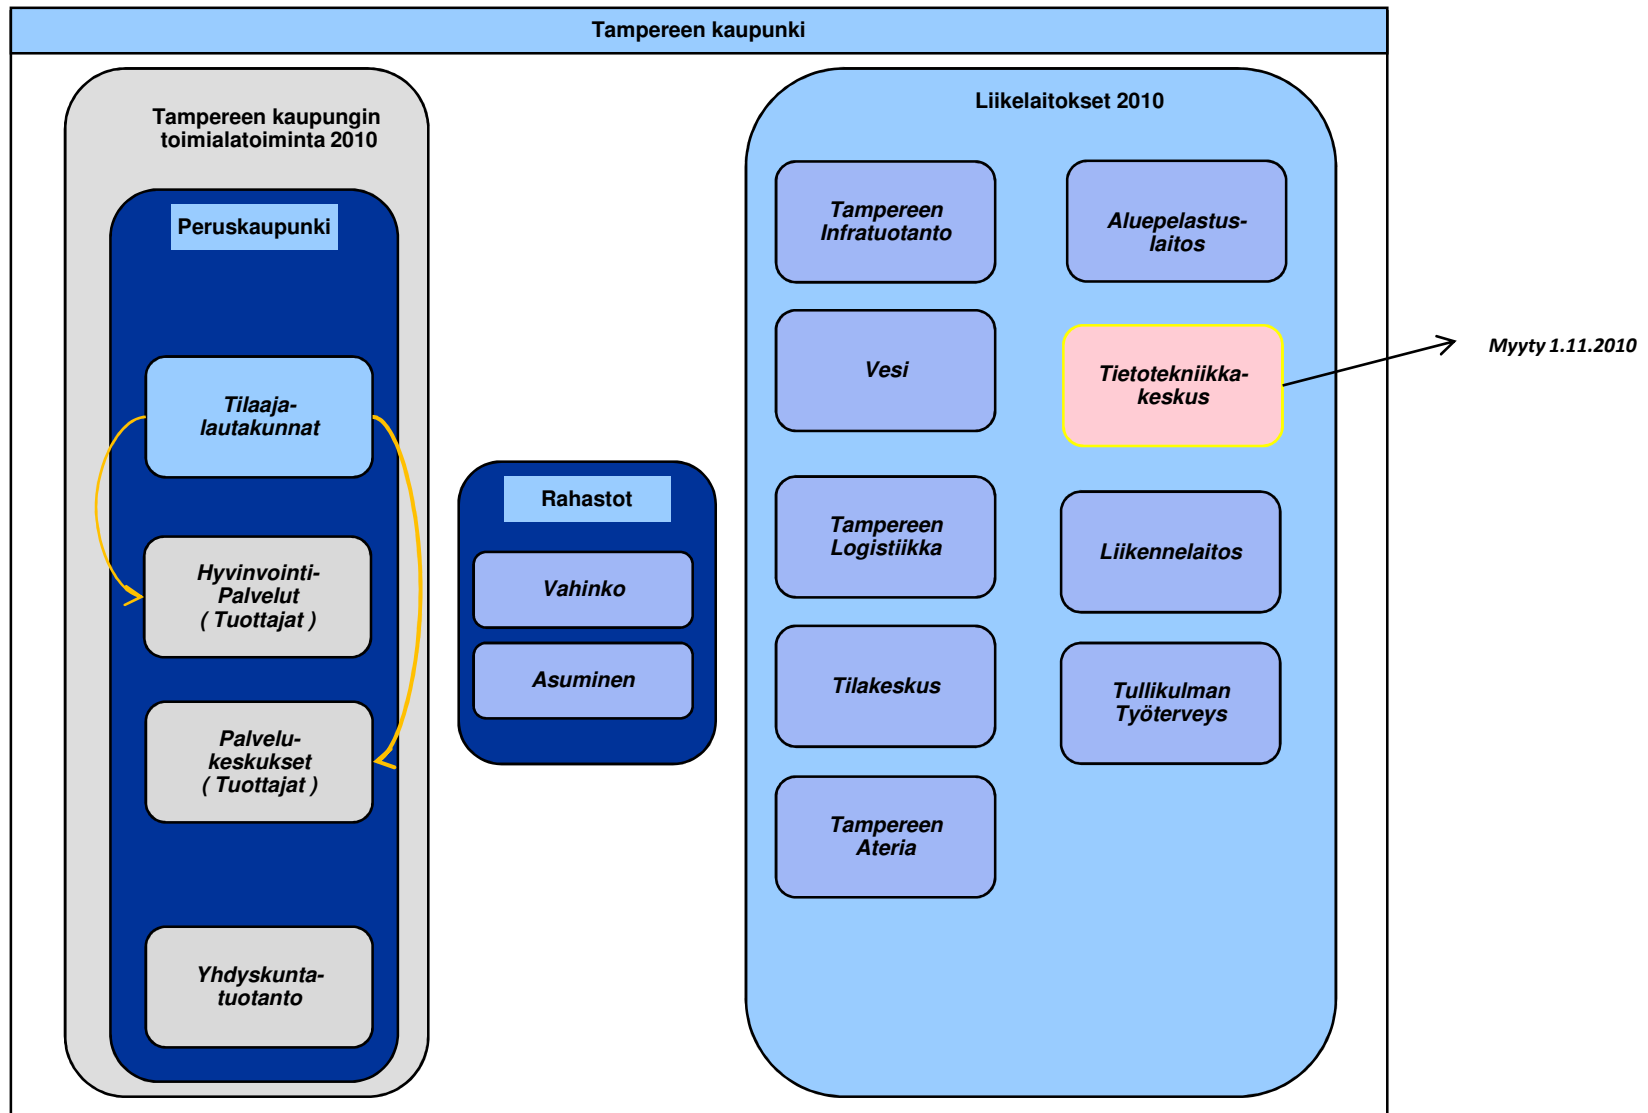 Tampereen kaupunki
Tampereen kaupungin
toimialatoiminta 2010
Peruskaupunki
Tilaaja-
lautakunnat
Hyvinvointi-
Palvelut
( Tuottajat )
Palvelu-
keskukset
( Tuottajat )
Yhdyskunta-
tuotanto
Rahastot
Vahinko
Asuminen
Liikelaitokset 2010
Tampereen
Infratuotanto
Aluepelastus-
laitos
Vesi
Tietotekniikka-
keskus
Myyty 1.11.2010
Tampereen
Logistiikka
Liikennelaitos
Tilakeskus
Tullikulman
Työterveys
Tampereen
Ateria